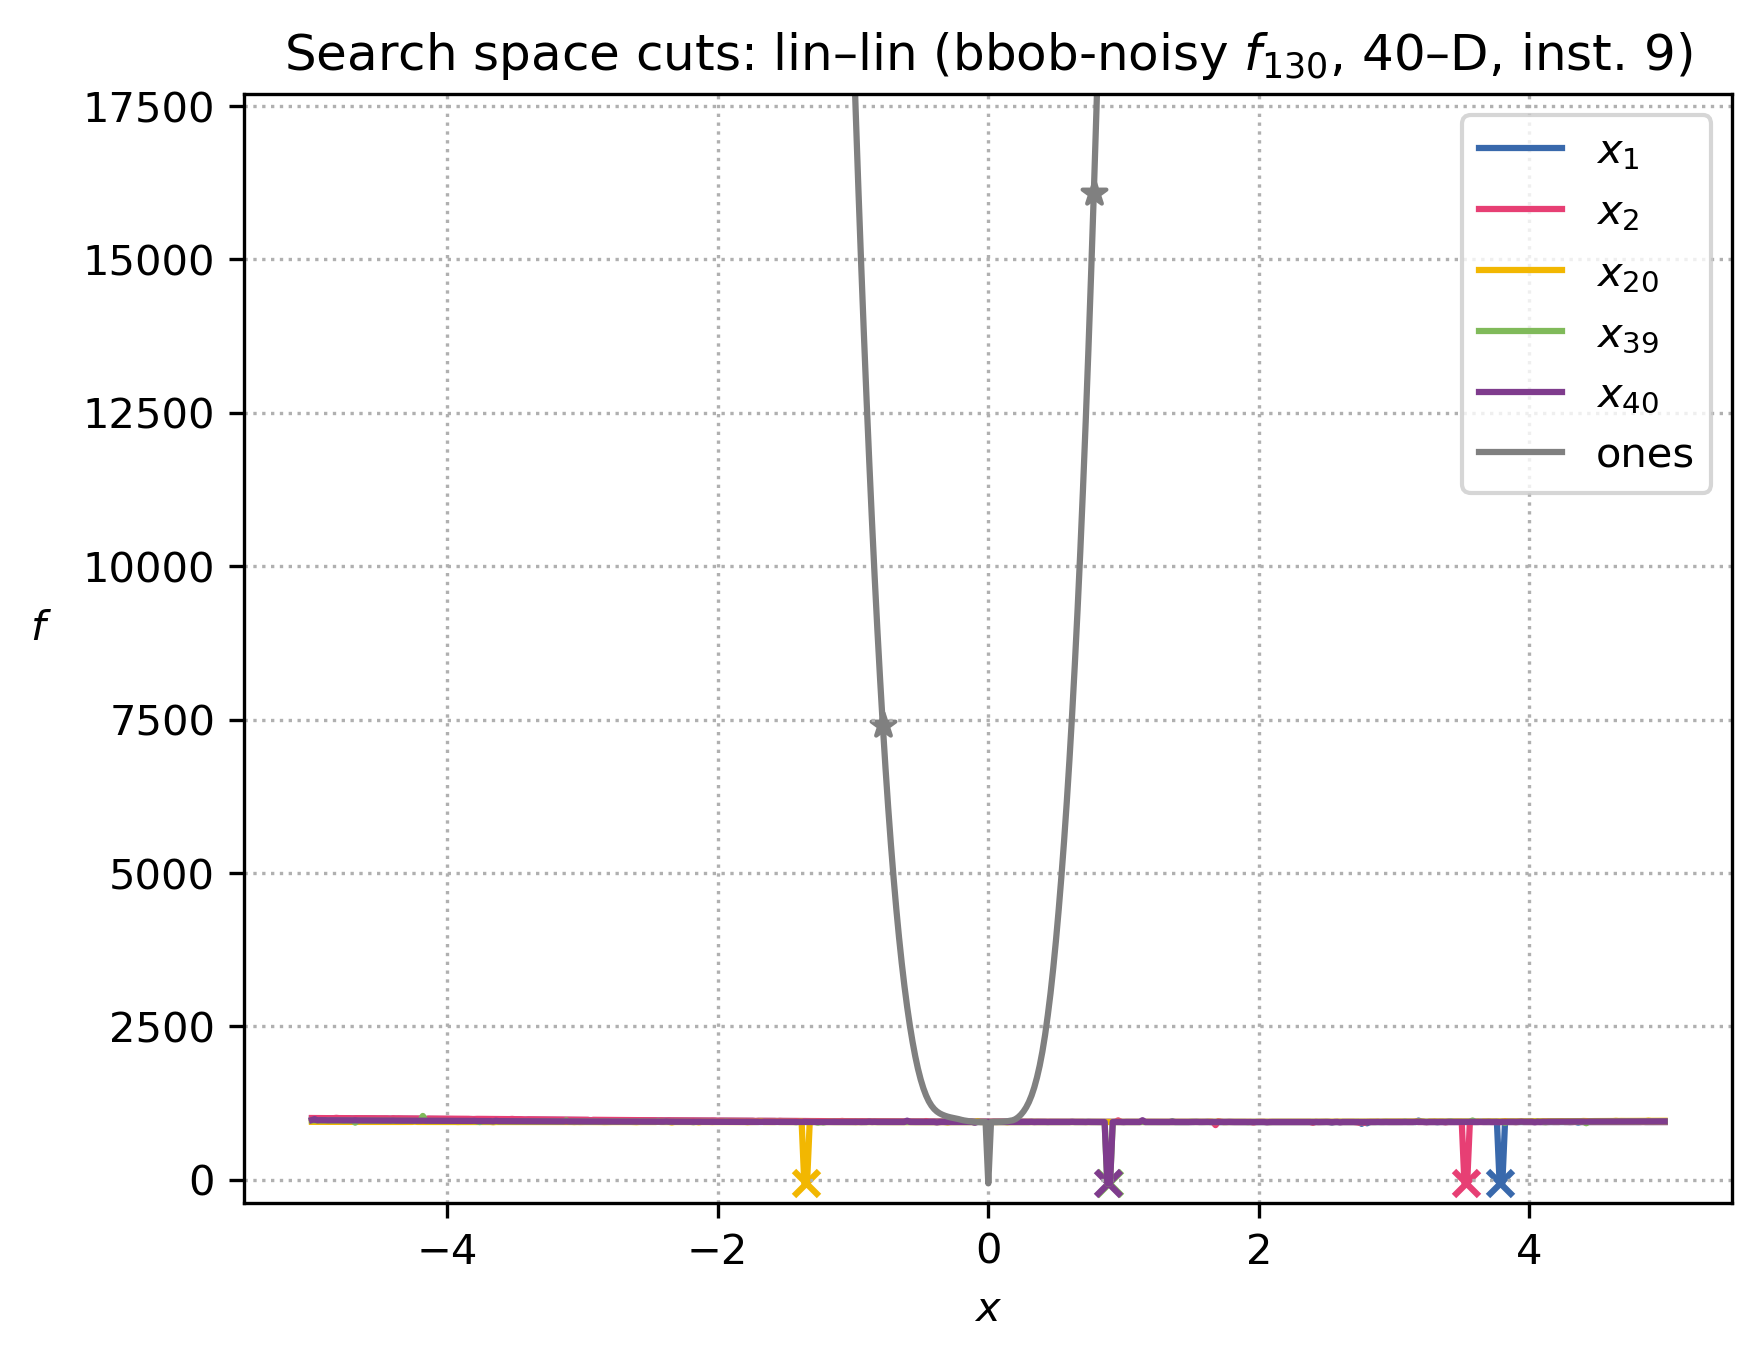 Search space cuts: lin–lin (bbob-noisy f₁₃₀, 40–D, inst. 9)
17500
15000
12500
10000
7500
5000
2500
0
f
−4
−2
0
2
4
x
x₁
x₂
x₂₀
x₃₉
x₄₀
ones